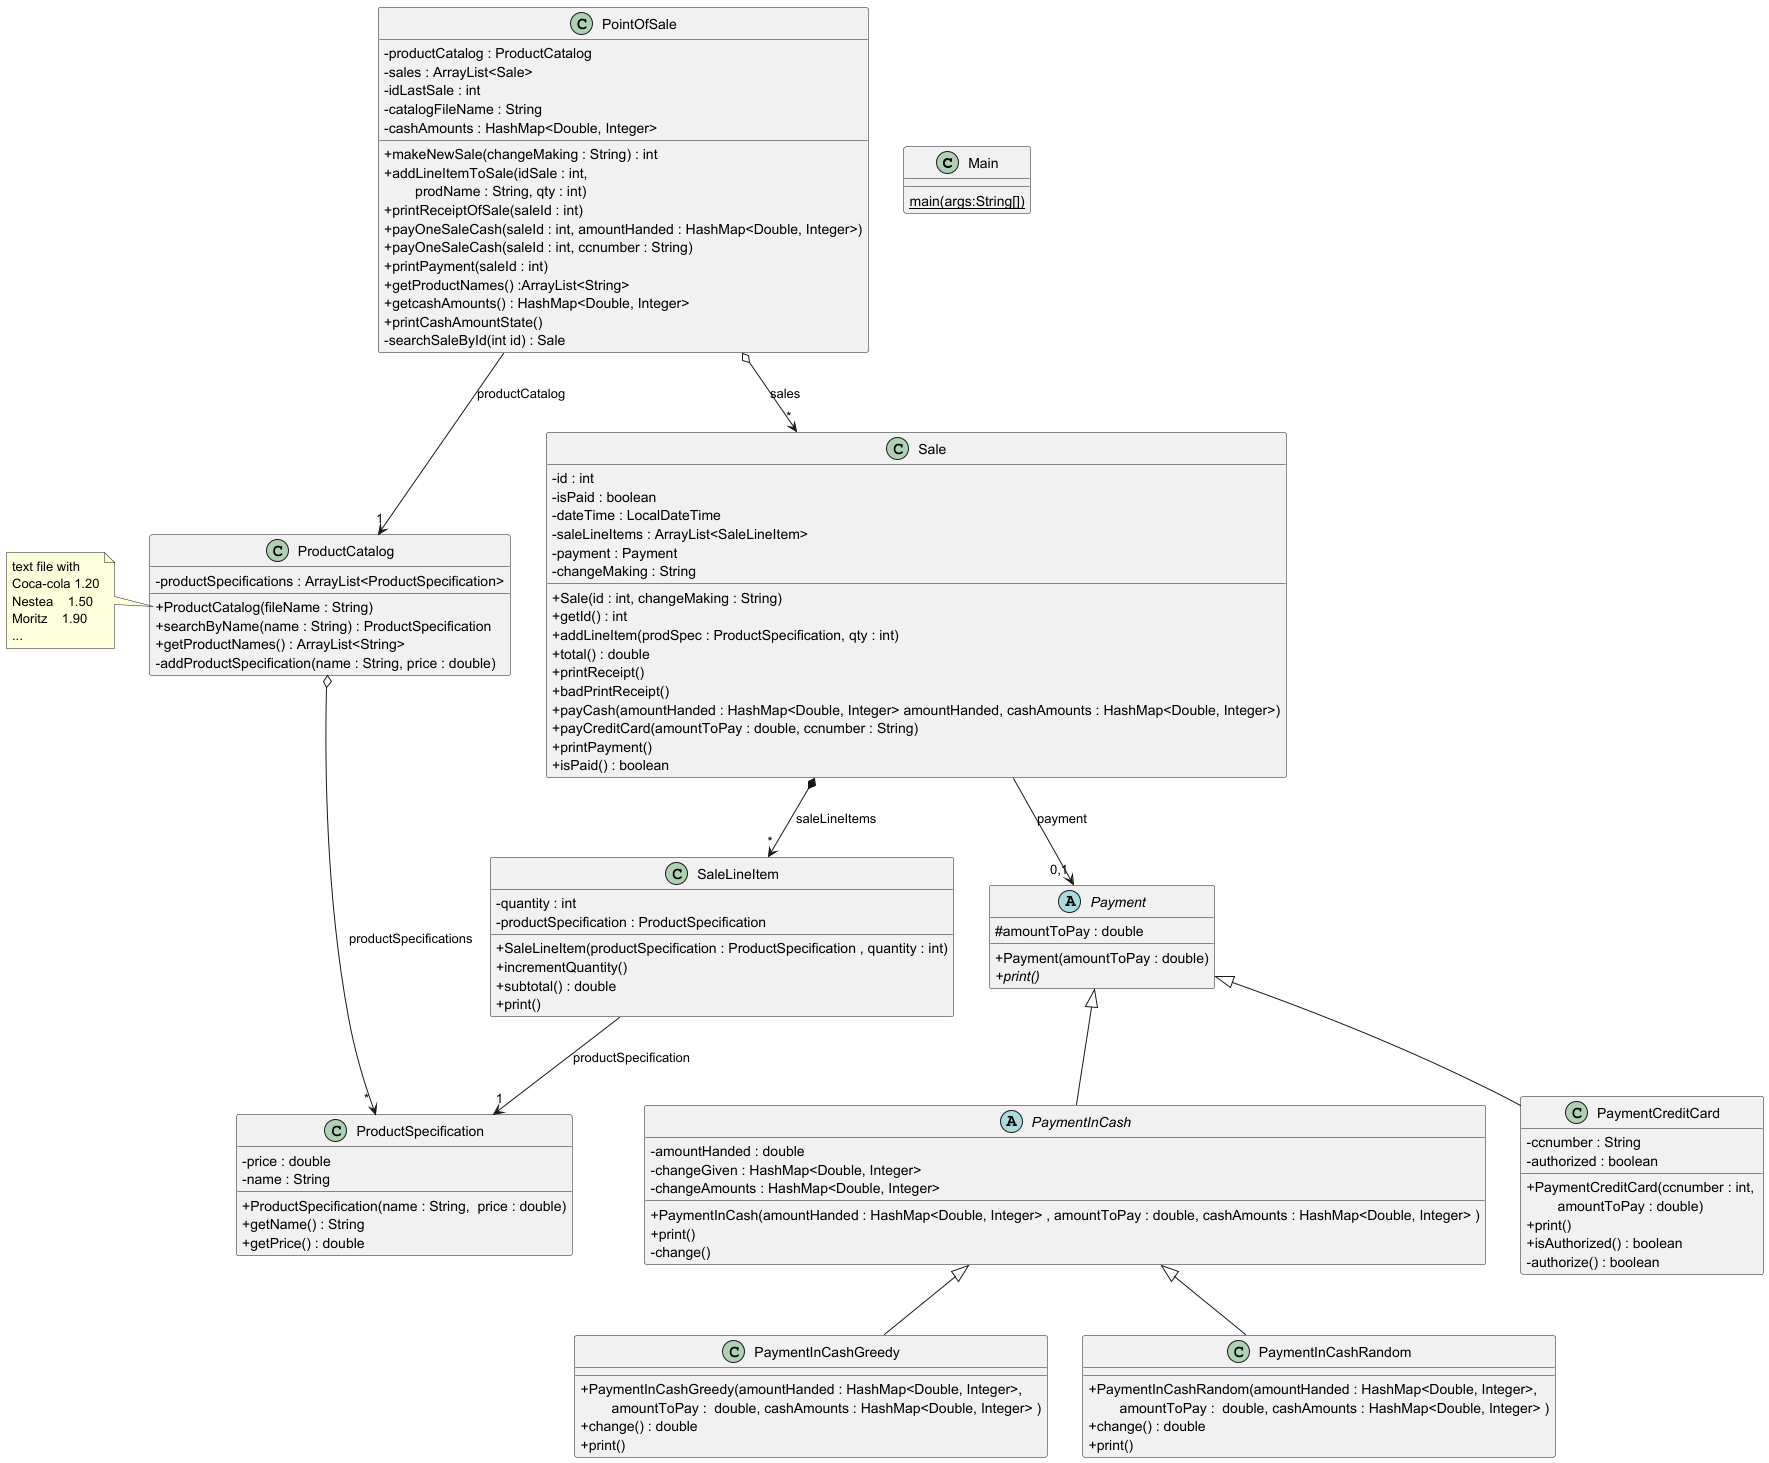 C PointOfSale
-productCatalog : ProductCatalog
-sales : ArrayList<Sale>
-idLastSale : int
-catalogFileName : String
-cashAmounts : HashMap<Double, Integer>
+makeNewSale(changeMaking : String) : int
+addLineItemToSale(idSale : int,
prodName : String, qty : int)
+printReceiptOfSale(saleId : int)
+payOneSaleCash(saleId : int, amountHanded : HashMap<Double, Integer>)
+payOneSaleCash(saleId : int, ccnumber : String)
+printPayment(saleId : int)
+getProductNames() :ArrayList<String>
+getcashAmounts() : HashMap<Double, Integer>
+printCashAmountState()
-searchSaleById(int id) : Sale
C Main
main(args:String[])
productCatalog
1
sales
*
C Sale
-id : int
-isPaid : boolean
-dateTime : LocalDateTime
-saleLineItems : ArrayList<SaleLineItem>
-payment : Payment
-changeMaking : String
+Sale(id : int, changeMaking : String)
+getId() : int
+addLineItem(prodSpec : ProductSpecification, qty : int)
+total() : double
+printReceipt()
+badPrintReceipt()
+payCash(amountHanded : HashMap<Double, Integer> amountHanded, cashAmounts : HashMap<Double, Integer>)
+payCreditCard(amountToPay : double, ccnumber : String)
+printPayment()
+isPaid() : boolean
text file with
Coca-cola 1.20
Nestea 1.50
Moritz 1.90
...
C ProductCatalog
-productSpecifications : ArrayList<ProductSpecification>
+ProductCatalog(fileName : String)
+searchByName(name : String) : ProductSpecification
+getProductNames() : ArrayList<String>
-addProductSpecification(name : String, price : double)
saleLineItems
*
payment
0,1
C SaleLineItem
-quantity : int
-productSpecification : ProductSpecification
+SaleLineItem(productSpecification : ProductSpecification , quantity : int)
+incrementQuantity()
+subtotal() : double
+print()
A Payment
#amountToPay : double
+Payment(amountToPay : double)
+print()
productSpecifications
*
productSpecification
1
C ProductSpecification
-price : double
-name : String
+ProductSpecification(name : String, price : double)
+getName() : String
+getPrice() : double
A PaymentInCash
-amountHanded : double
-changeGiven : HashMap<Double, Integer>
-changeAmounts : HashMap<Double, Integer>
+PaymentInCash(amountHanded : HashMap<Double, Integer> , amountToPay : double, cashAmounts : HashMap<Double, Integer> )
+print()
-change()
C PaymentCreditCard
-ccnumber : String
-authorized : boolean
+PaymentCreditCard(ccnumber : int,
amountToPay : double)
+print()
+isAuthorized() : boolean
-authorize() : boolean
C PaymentInCashGreedy
+PaymentInCashGreedy(amountHanded : HashMap<Double, Integer>,
amountToPay : double, cashAmounts : HashMap<Double, Integer> )
+change() : double
+print()
C PaymentInCashRandom
+PaymentInCashRandom(amountHanded : HashMap<Double, Integer>,
amountToPay : double, cashAmounts : HashMap<Double, Integer> )
+change() : double
+print()